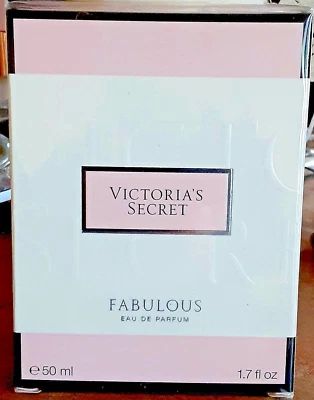 VICTORIA'S
SECRET
FABULOUS
EAU DE PARFUM
℮ 50 ml 1.7 fl oz